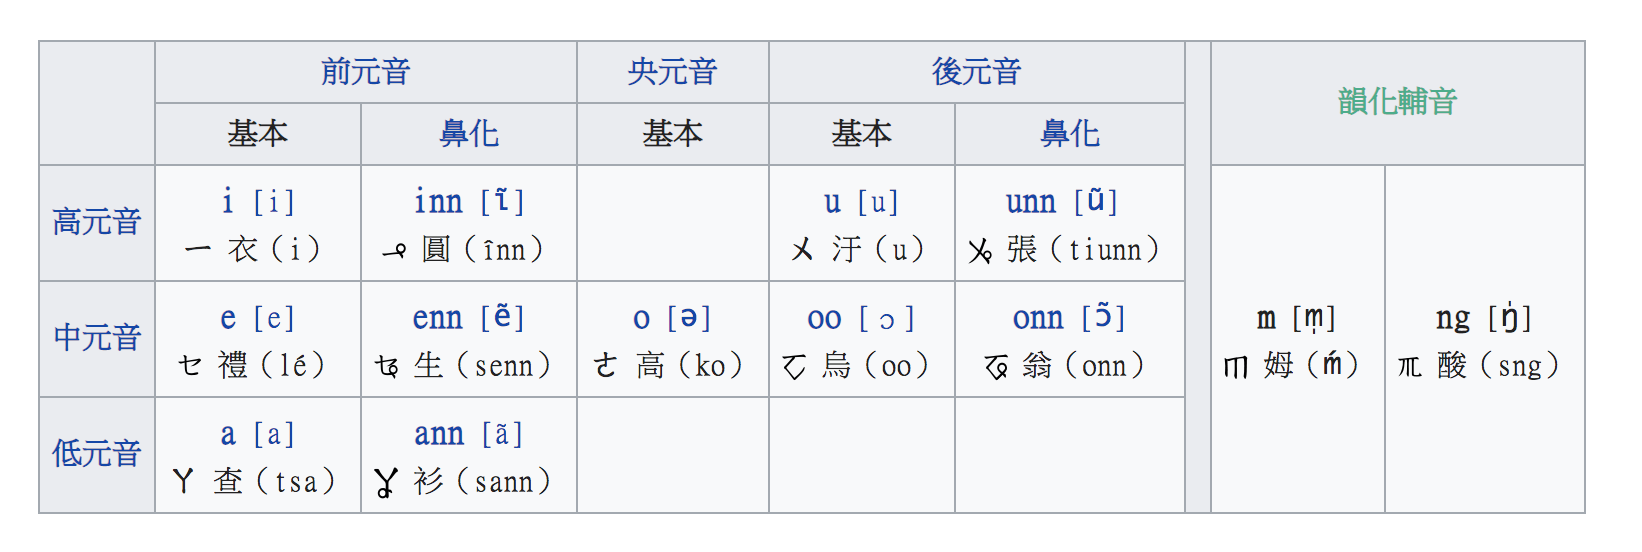 前元音 央元音 後元音 韻化輔音
基本 鼻化 基本 基本 鼻化
高元音 i [i] inn [ĩ] u [u] unn [ũ]
ㄧ 衣（i） ㆪ 圓（înn） ㄨ 汙（u） ㆫ 張（tiunn）
中元音 e [e] enn [ẽ] o [ə] oo [ɔ] onn [ɔ̃] m [m̩] ng [ŋ̍]
ㆤ 禮（lé） ㆥ 生（senn） ㄜ 高（ko） ㆦ 烏（oo） ㆧ 翁（onn） ㆬ 姆（ḿ） ㆭ 酸（sng）
低元音 a [a] ann [ã]
ㄚ 查（tsa） ㆩ 衫（sann）